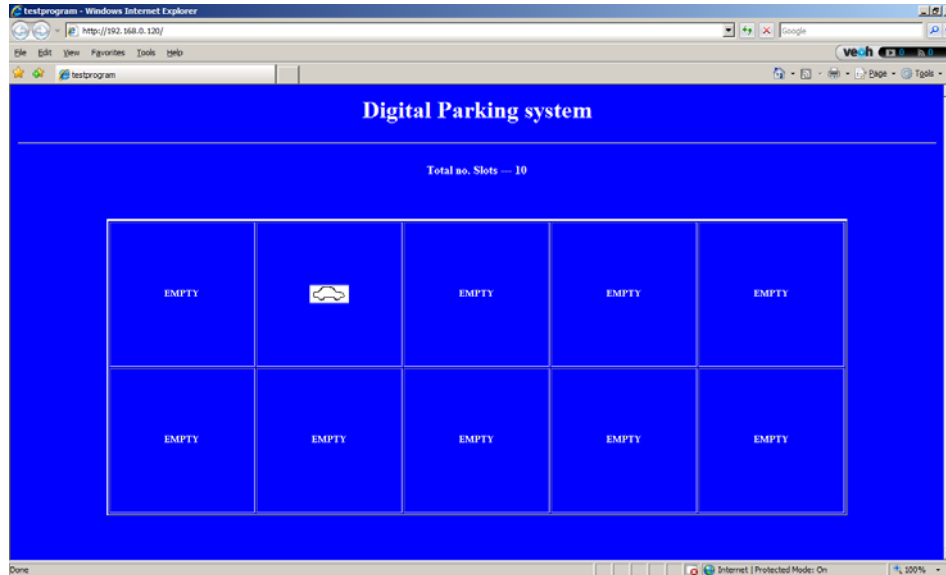 testprogram - Windows Internet Explorer
http://192.168.0.120/
Google
File Edit View Favorites Tools Help
veoh 0 0
testprogram
Page Tools
Digital Parking system
Total no. Slots --- 10
EMPTY EMPTY EMPTY EMPTY
EMPTY EMPTY EMPTY EMPTY EMPTY
Done
Internet | Protected Mode: On
100%